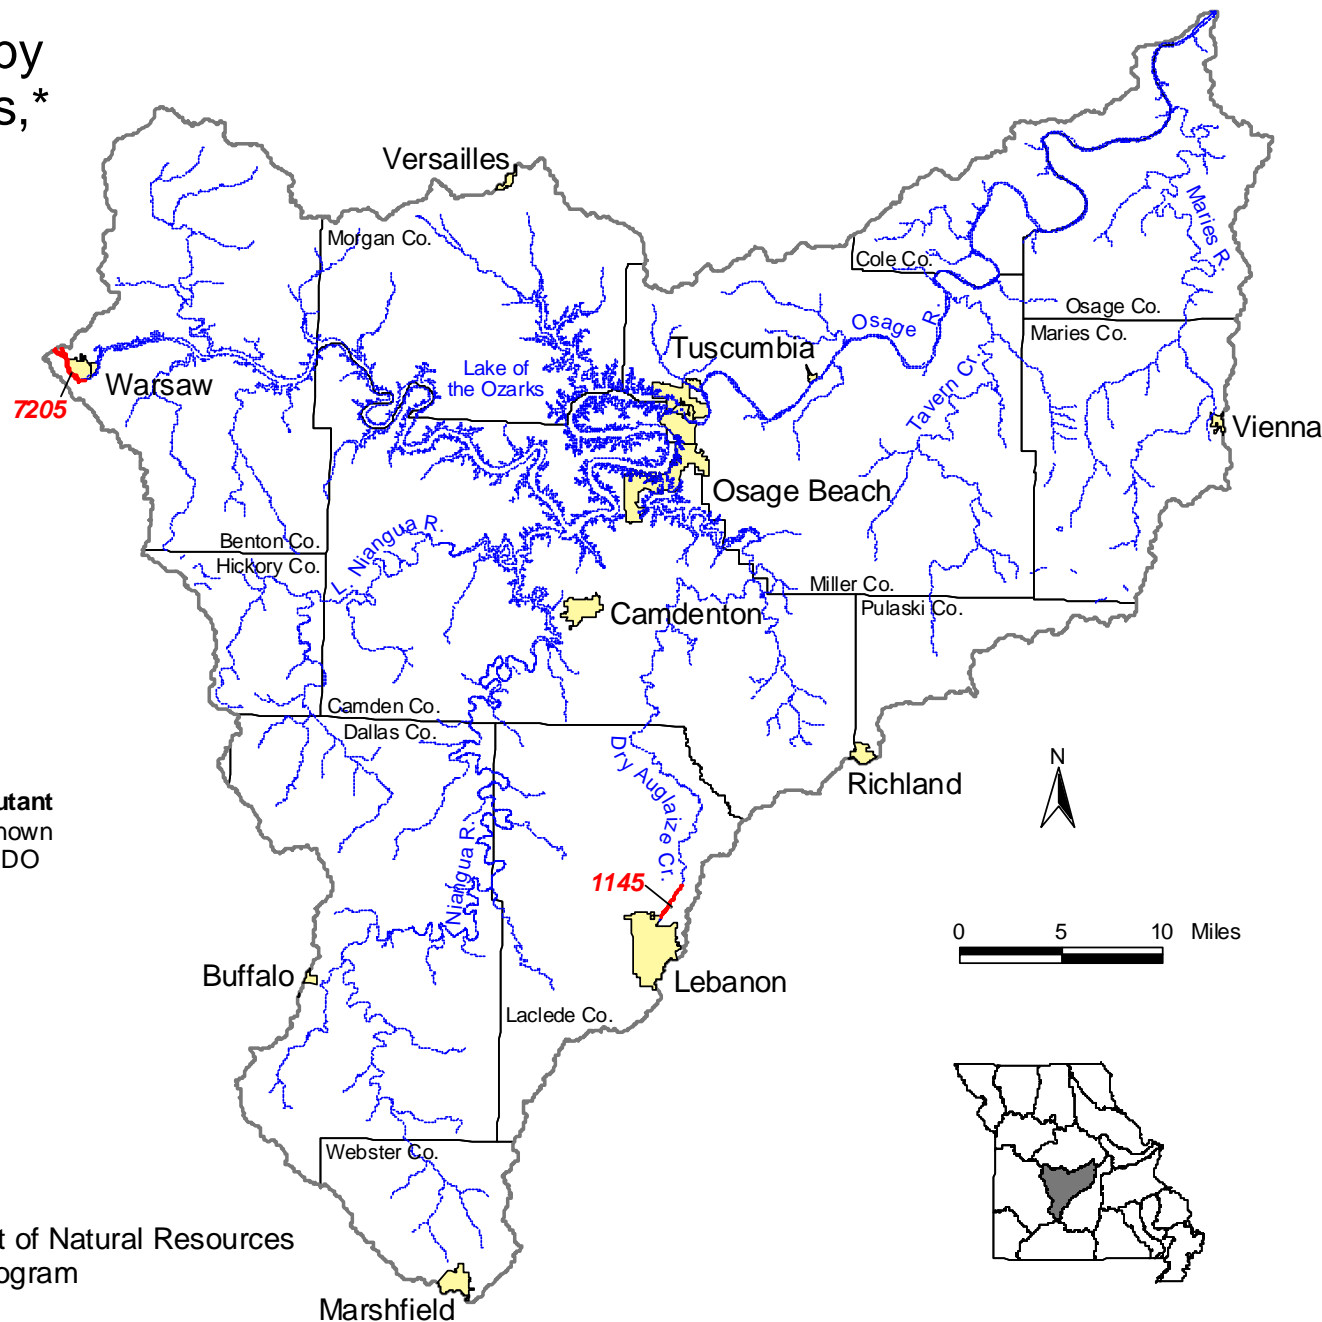 by
s,*
Versailles
Morgan Co.
Cole Co.
Maries R.
Osage Co.
Maries Co.
Osage R.
Tuscumbia
Lake of
the Ozarks
Warsaw
7205
Tavern Cr.
Vienna
Osage Beach
L. Niangua R.
Benton Co.
Hickory Co.
Miller Co.
Pulaski Co.
Camdenton
Camden Co.
Dallas Co.
Dry Auglaize Cr.
Richland
N
utant
nown
DO
Niangua R.
1145
0 5 10 Miles
Buffalo
Lebanon
Laclede Co.
Webster Co.
t of Natural Resources
ogram
Marshfield